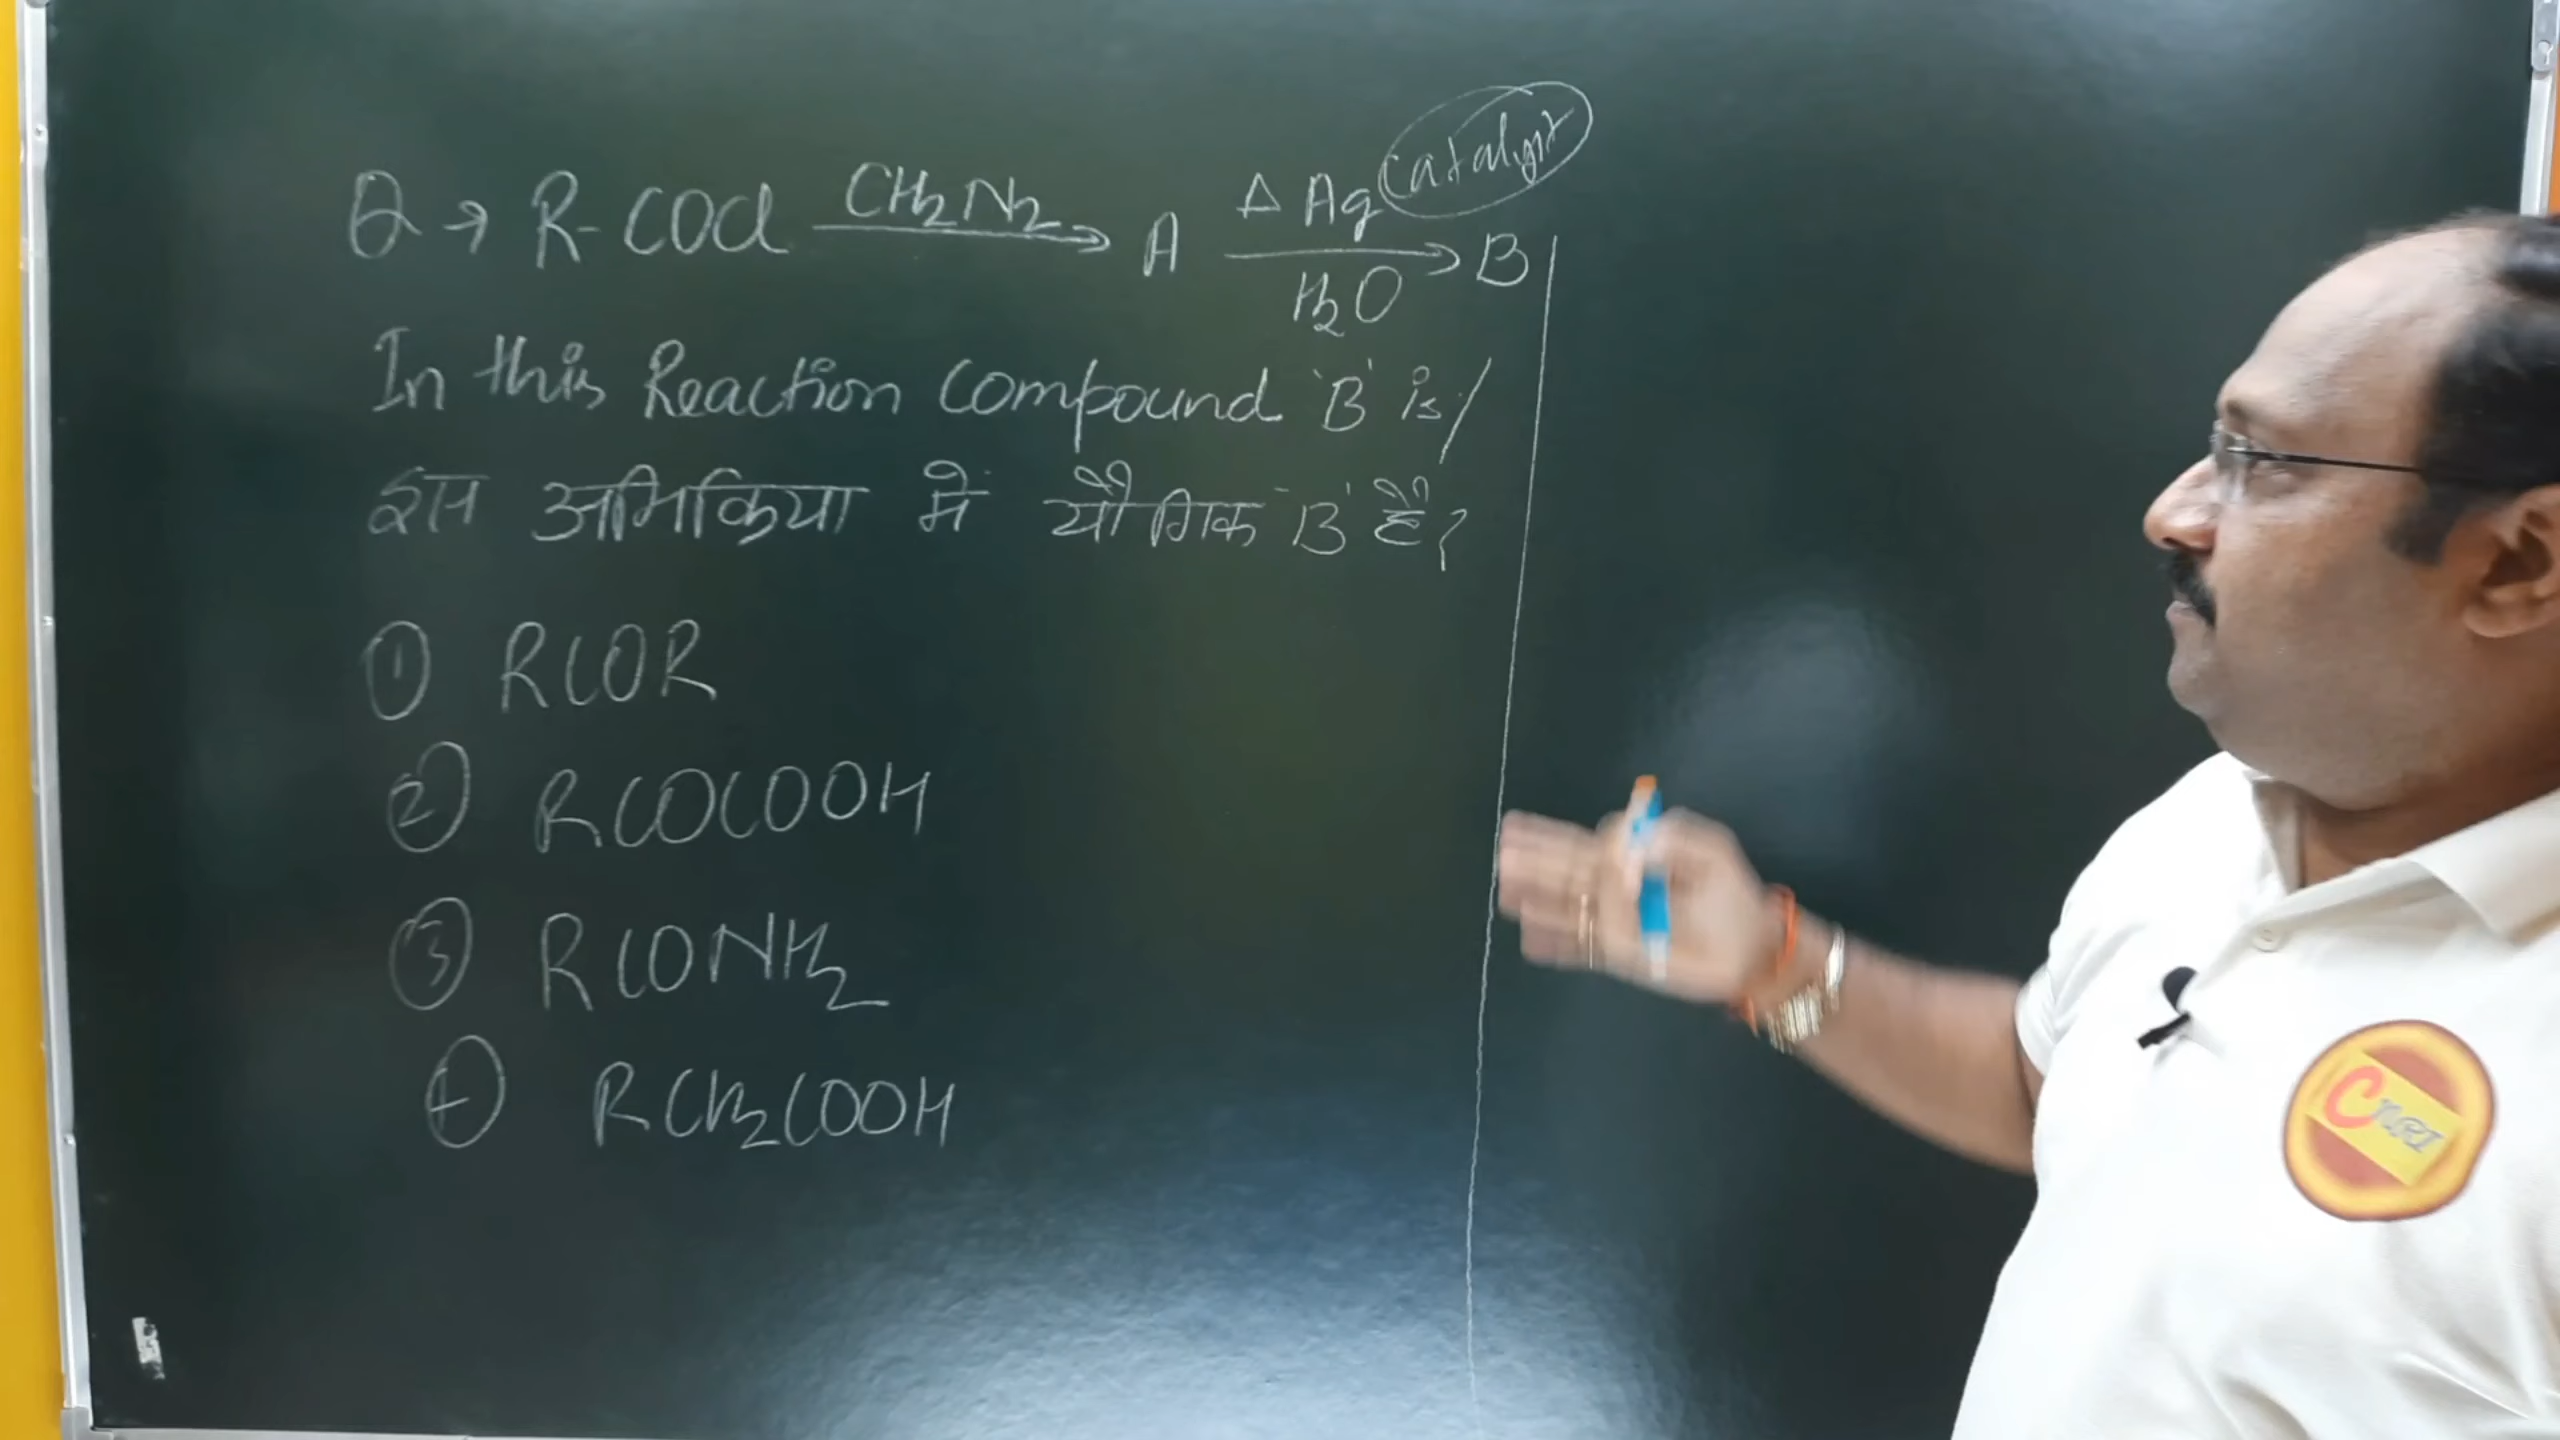 Q → R-COCl CH₂N₂ → A Δ Ag Catalyst / H₂O → B
In this Reaction Compound 'B' is/
इस अभिक्रिया में यौगिक 'B' है?
① RCOR
② RCOCOOH
③ RCONH₂
④ RCH₂COOH